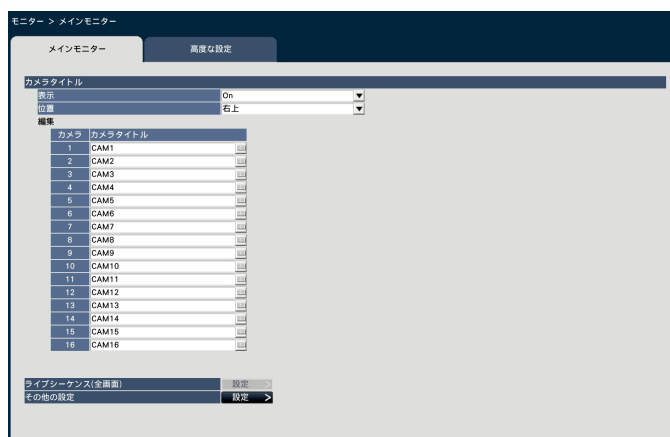 モニター > メインモニター
メインモニター 高度な設定
カメラタイトル
表示 On
位置 右上
編集
カメラ カメラタイトル
1 CAM1
2 CAM2
3 CAM3
4 CAM4
5 CAM5
6 CAM6
7 CAM7
8 CAM8
9 CAM9
10 CAM10
11 CAM11
12 CAM12
13 CAM13
14 CAM14
15 CAM15
16 CAM16
ライブシーケンス(全画面) 設定 >
その他の設定 設定 >